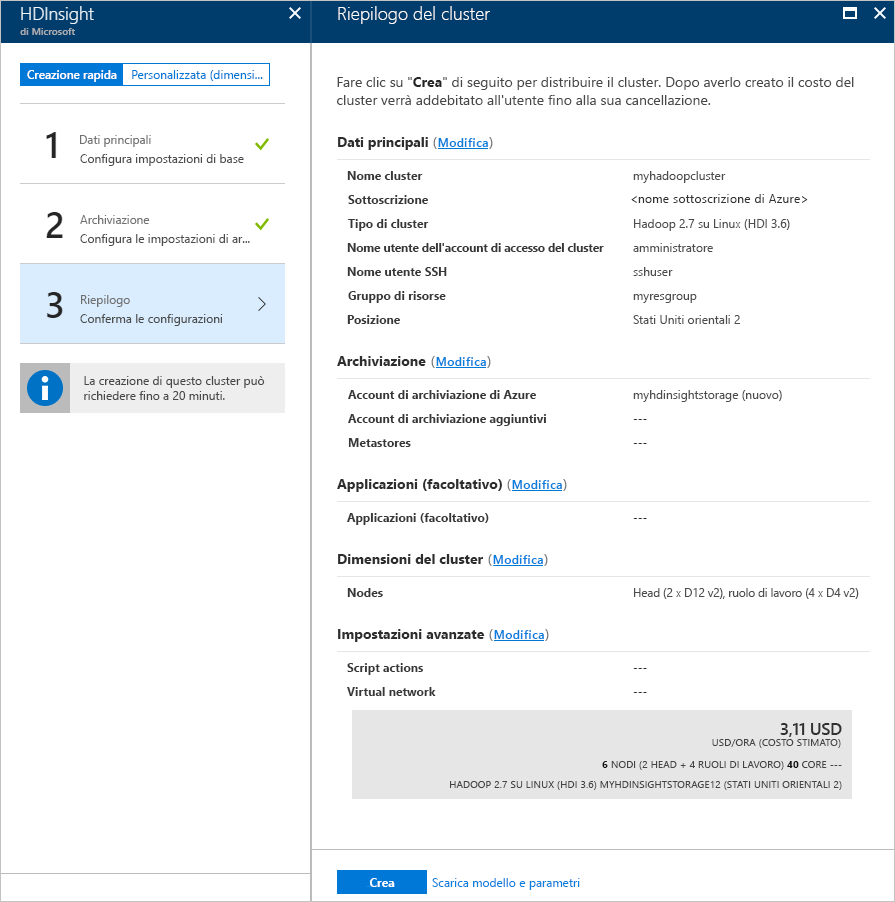 HDInsight
di Microsoft
Creazione rapida
Personalizzata (dimensi...
1
Dati principali
Configura impostazioni di base
2
Archiviazione
Configura le impostazioni di ar...
3
Riepilogo
Conferma le configurazioni
La creazione di questo cluster può
richiedere fino a 20 minuti.
Riepilogo del cluster
Fare clic su "Crea" di seguito per distribuire il cluster. Dopo averlo creato il costo del
cluster verrà addebitato all'utente fino alla sua cancellazione.
Dati principali (Modifica)
Nome cluster myhadoopcluster
Sottoscrizione <nome sottoscrizione di Azure>
Tipo di cluster Hadoop 2.7 su Linux (HDI 3.6)
Nome utente dell'account di accesso del cluster amministratore
Nome utente SSH sshuser
Gruppo di risorse myresgroup
Posizione Stati Uniti orientali 2
Archiviazione (Modifica)
Account di archiviazione di Azure myhdinsightstorage (nuovo)
Account di archiviazione aggiuntivi ---
Metastores ---
Applicazioni (facoltativo) (Modifica)
Applicazioni (facoltativo) ---
Dimensioni del cluster (Modifica)
Nodes Head (2 x D12 v2), ruolo di lavoro (4 x D4 v2)
Impostazioni avanzate (Modifica)
Script actions ---
Virtual network ---
3,11 USD
USD/ORA (COSTO STIMATO)
6 NODI (2 HEAD + 4 RUOLI DI LAVORO) 40 CORE ---
HADOOP 2.7 SU LINUX (HDI 3.6) MYHDINSIGHTSTORAGE12 (STATI UNITI ORIENTALI 2)
Crea
Scarica modello e parametri